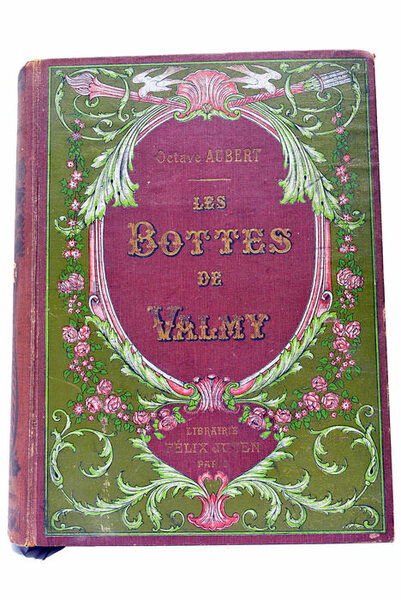 Octave AUBERT
LES
BOTTES
DE
VALMY
LIBRAIRIE
FÉLIX JUVEN